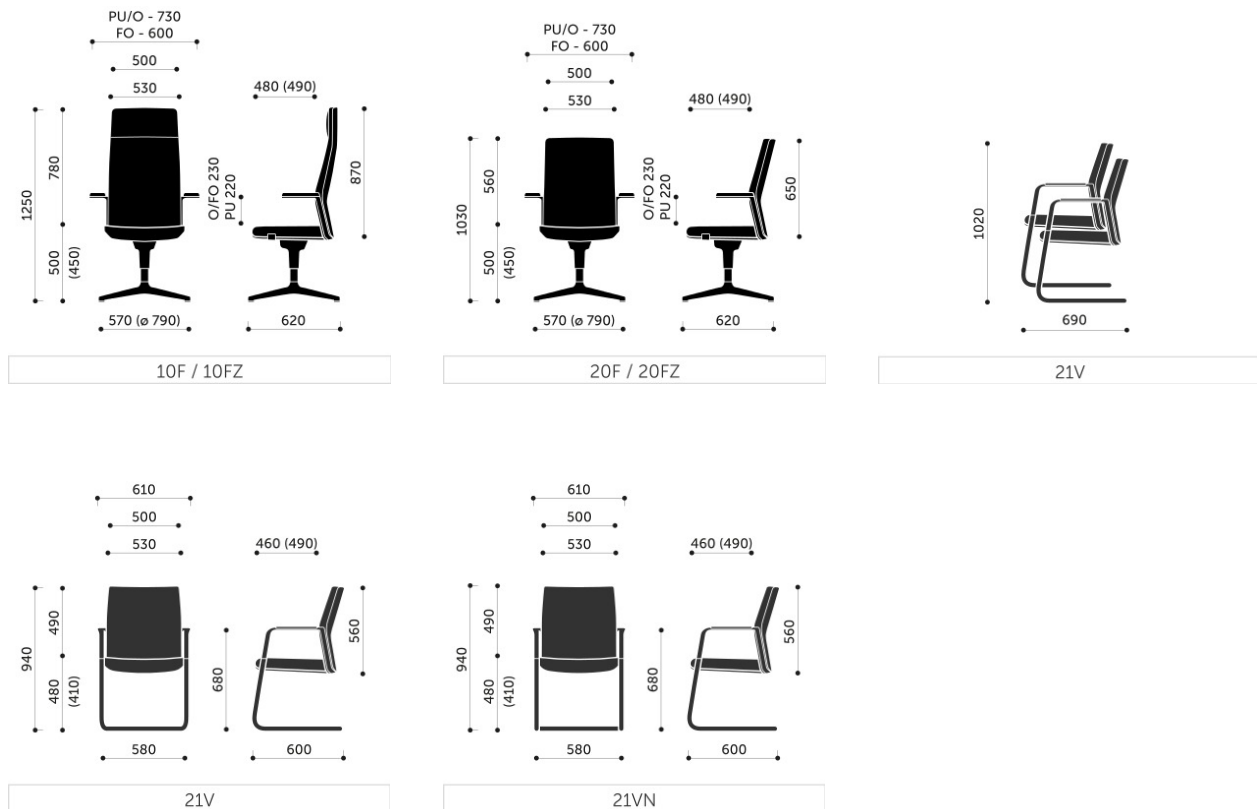 PU/O - 730
FO - 600
500
530
480 (490)
1250
780
500
(450)
O/FO 230
PU 220
870
570 (ø 790)
620
10F / 10FZ
PU/O - 730
FO - 600
500
530
480 (490)
1030
560
500
(450)
O/FO 230
PU 220
650
570 (ø 790)
620
20F / 20FZ
1020
690
21V
610
500
530
460 (490)
940
490
480
(410)
680
560
580
600
21V
610
500
530
460 (490)
940
490
480
(410)
680
560
580
600
21VN